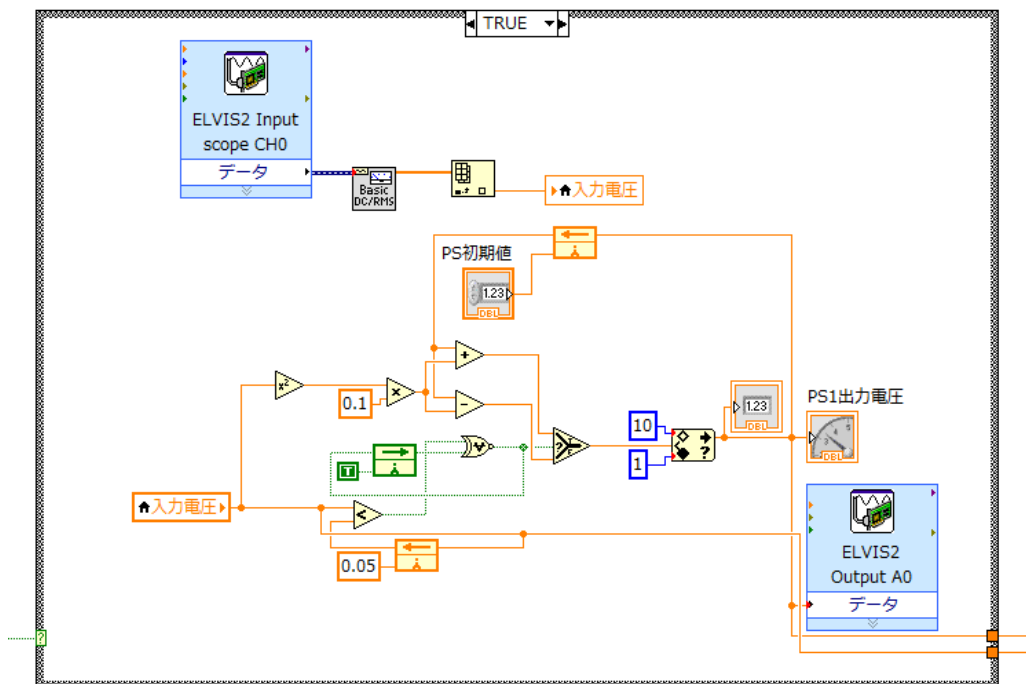 TRUE
ELVIS2 Input
scope CH0
データ
Basic
DC/RMS
入力電圧
PS初期値
1.23
DBL
x²
0.1
+
-
10
1
1.23
DBL
PS1出力電圧
DBL
T
入力電圧
<
0.05
ELVIS2
Output A0
データ
?